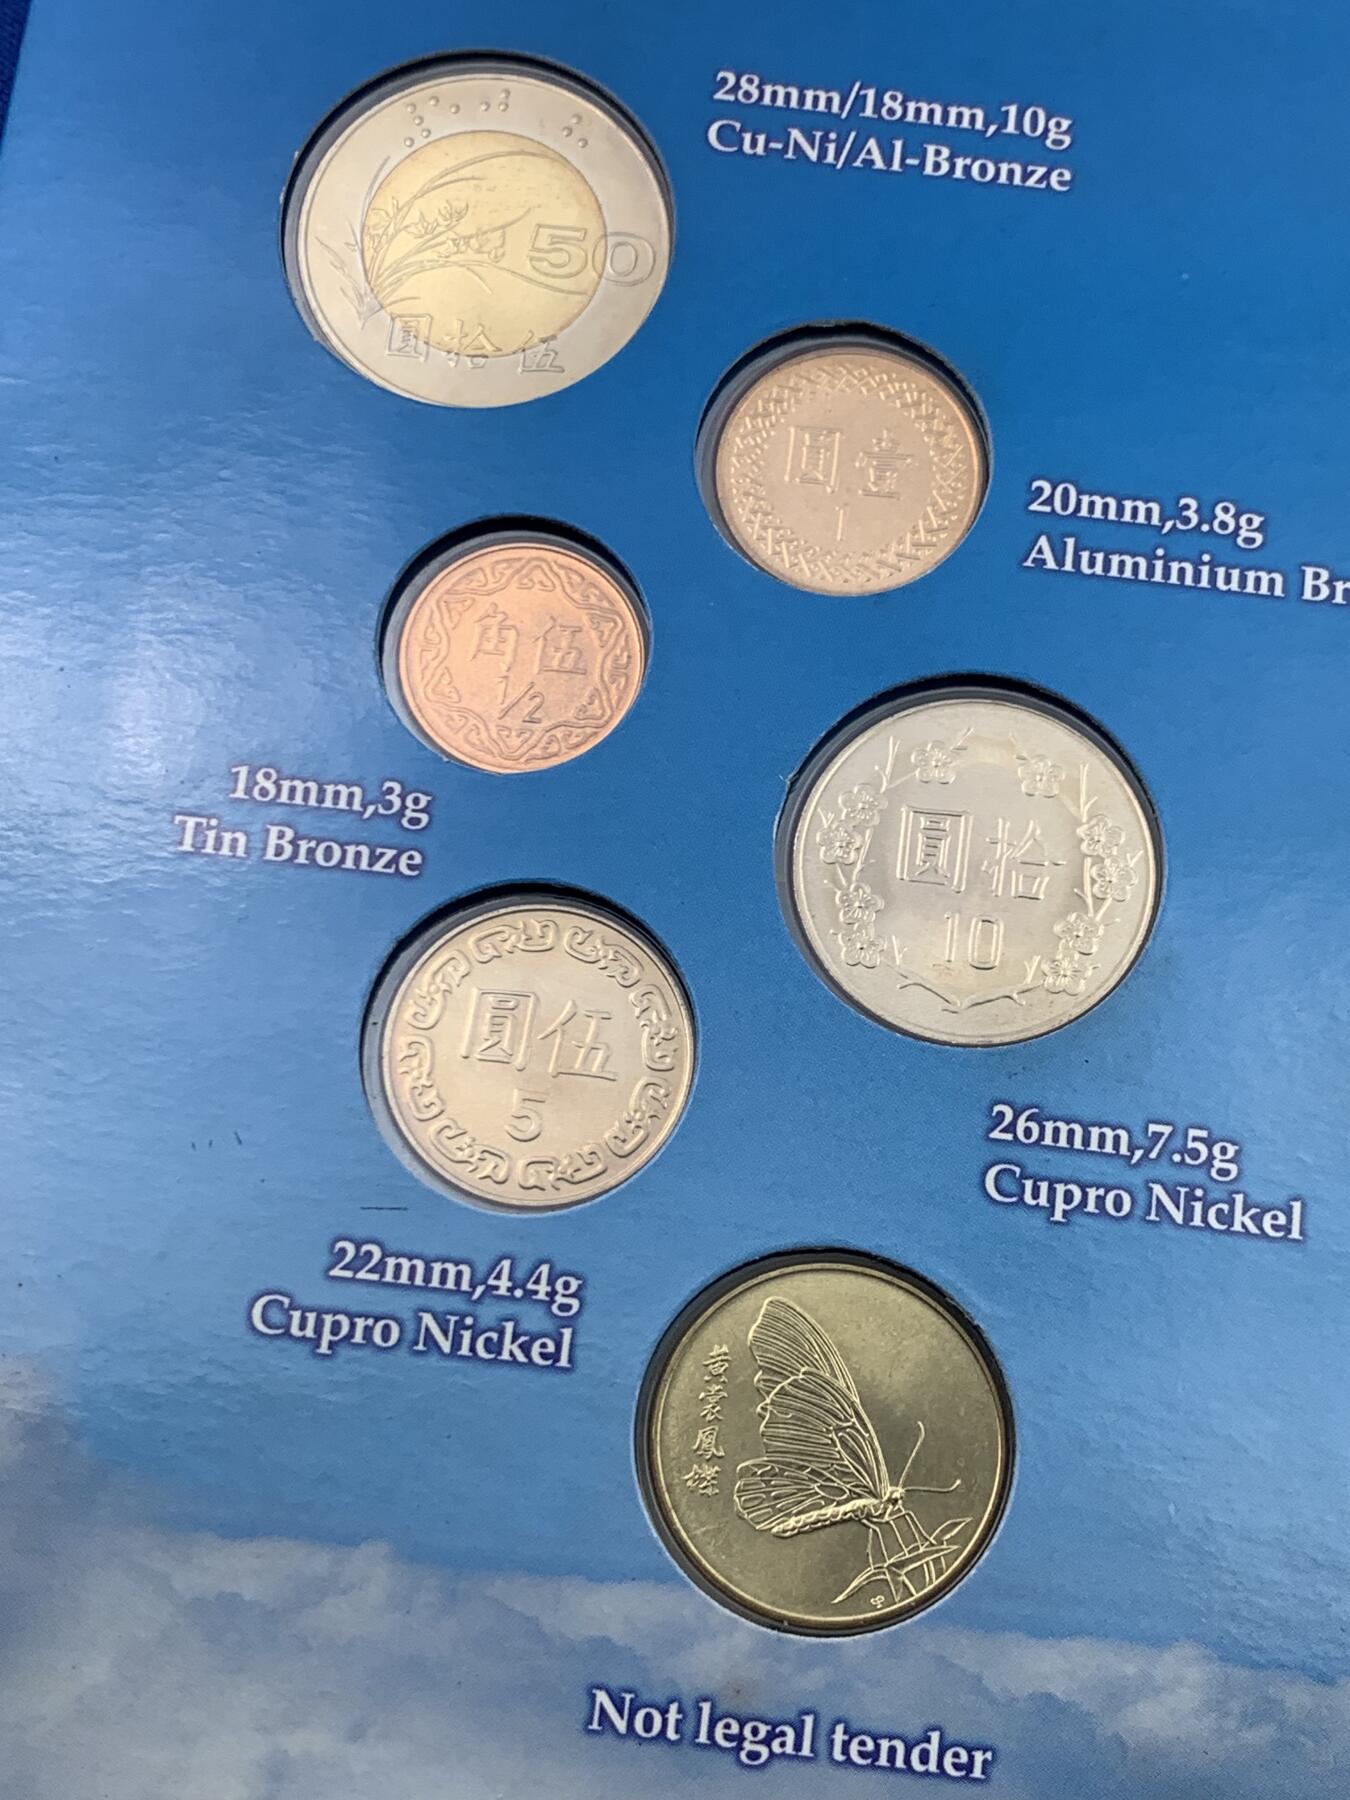 28mm/18mm,10g
Cu-Ni/Al-Bronze
50
圓拾伍
圓壹
1
20mm,3.8g
Aluminium Br
角伍
1/2
18mm,3g
Tin Bronze
圓拾
10
圓伍
5
26mm,7.5g
Cupro Nickel
22mm,4.4g
Cupro Nickel
黃裳鳳蝶
Not legal tender